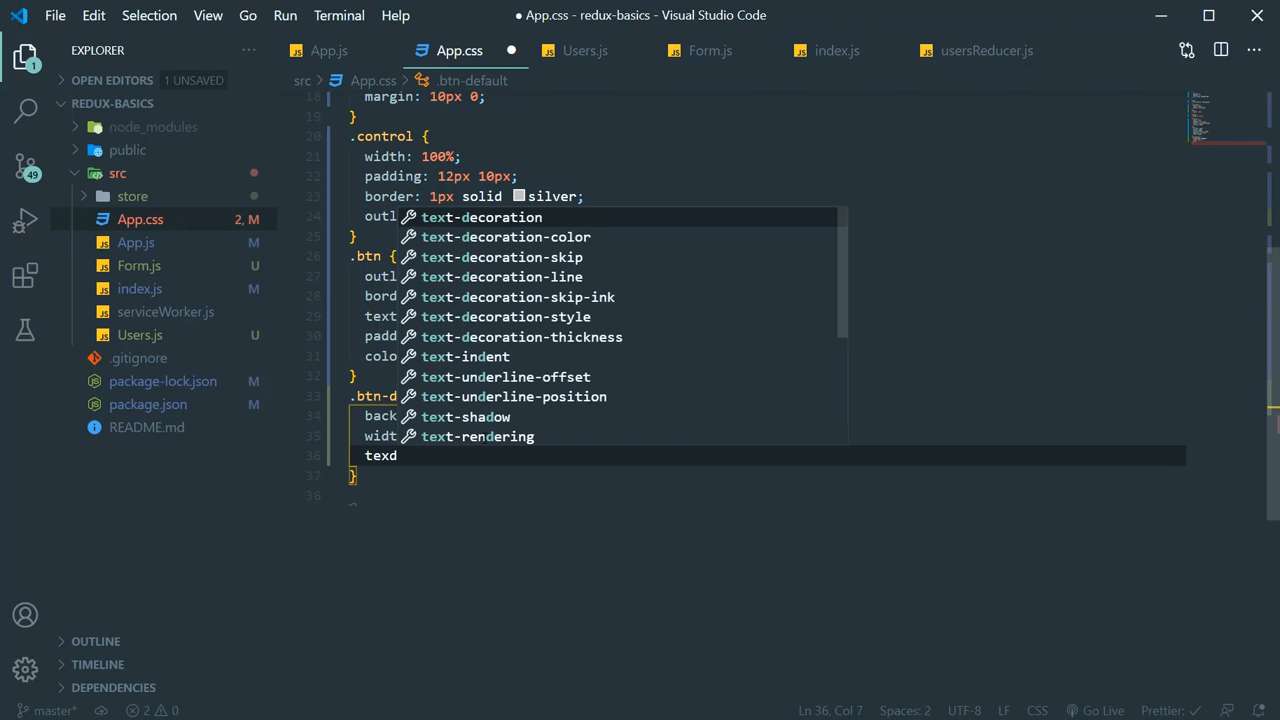 File Edit Selection View Go Run Terminal Help
● App.css - redux-basics - Visual Studio Code
EXPLORER ···
1
App.js
App.css
Users.js
Form.js
index.js
usersReducer.js
OPEN EDITORS 1 UNSAVED
src > App.css > .btn-default
REDUX-BASICS
node_modules
public
src
store
App.css 2, M
App.js M
Form.js U
index.js M
serviceWorker.js
Users.js U
.gitignore
package-lock.json M
package.json M
README.md
49
18 margin: 10px 0;
19 }
20 .control {
21 width: 100%;
22 padding: 12px 10px;
23 border: 1px solid silver;
24 outl
25 }
26 .btn {
27 outl
28 bord
29 text
30 padd
31 colo
32 }
33 .btn-d
34 back
35 widt
36 texd
37 }
38
text-decoration
text-decoration-color
text-decoration-skip
text-decoration-line
text-decoration-skip-ink
text-decoration-style
text-decoration-thickness
text-indent
text-underline-offset
text-underline-position
text-shadow
text-rendering
OUTLINE
TIMELINE
DEPENDENCIES
master* 2 0 Ln 36, Col 7 Spaces: 2 UTF-8 LF CSS Go Live Prettier: ✓